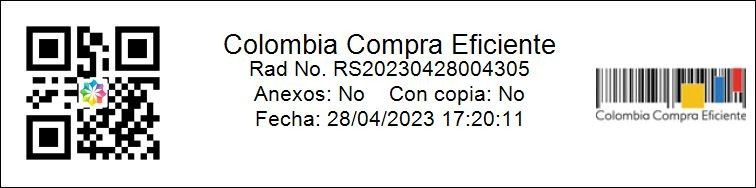 Colombia Compra Eficiente
Rad No. RS20230428004305
Anexos: No Con copia: No
Fecha: 28/04/2023 17:20:11
Colombia Compra Eficiente